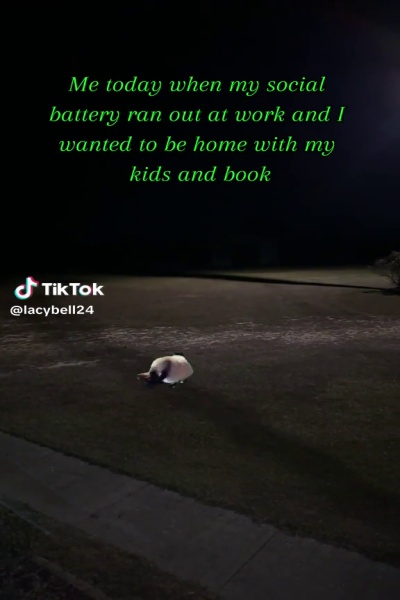 Me today when my social
battery ran out at work and I
wanted to be home with my
kids and book
TikTok
@lacybell24